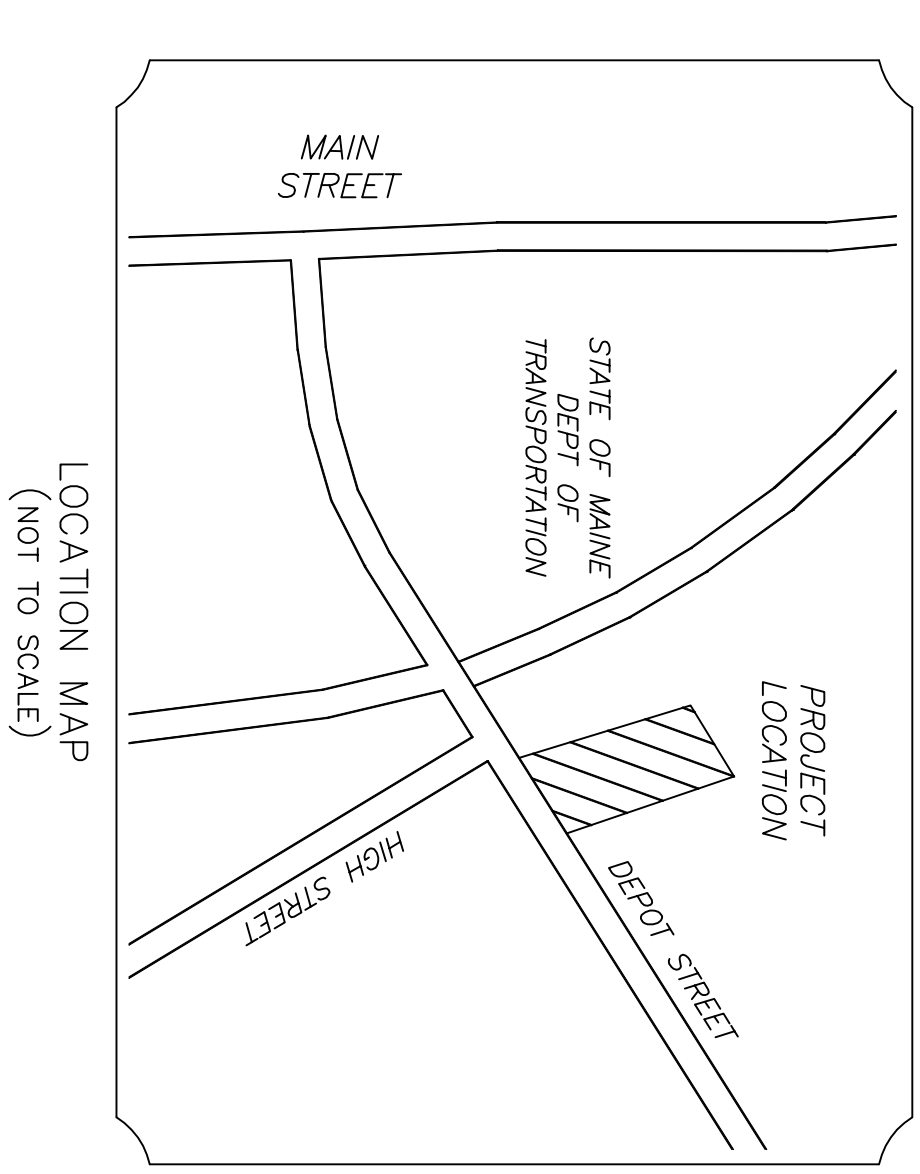 MAIN
STREET
STATE OF MAINE
DEPT OF
TRANSPORTATION
PROJECT
LOCATION
HIGH STREET
DEPOT STREET
LOCATION MAP
(NOT TO SCALE)